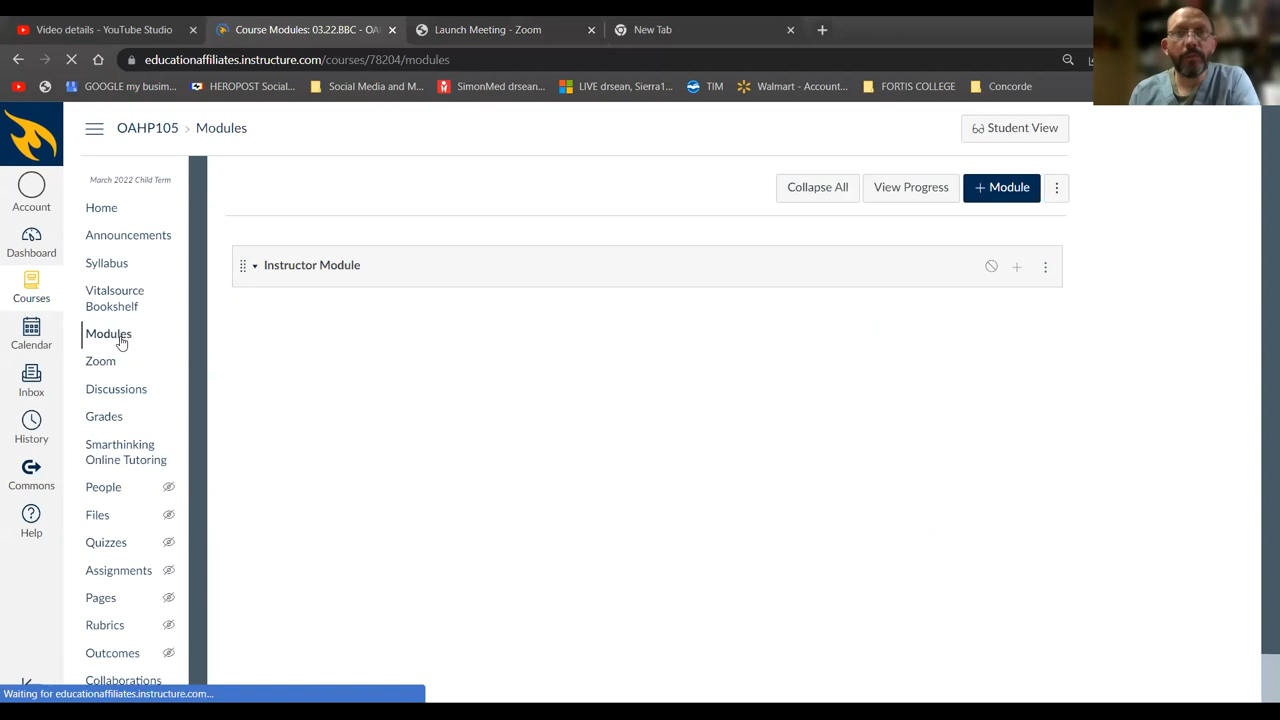 Video details - YouTube Studio
Course Modules: 03.22.BBC - OA
Launch Meeting - Zoom
New Tab
educationaffiliates.instructure.com/courses/78204/modules
GOOGLE my busim...
HEROPOST Social...
Social Media and M...
SimonMed drsean...
LIVE drsean, Sierra1...
TIM
Walmart - Account...
FORTIS COLLEGE
Concorde
OAHP105 > Modules
Student View
March 2022 Child Term
Collapse All
View Progress
+ Module
Instructor Module
Account
Dashboard
Courses
Calendar
Inbox
History
Commons
Help
Home
Announcements
Syllabus
Vitalsource
Bookshelf
Modules
Zoom
Discussions
Grades
Smarthinking
Online Tutoring
People
Files
Quizzes
Assignments
Pages
Rubrics
Outcomes
Collaborations
Waiting for educationaffiliates.instructure.com...